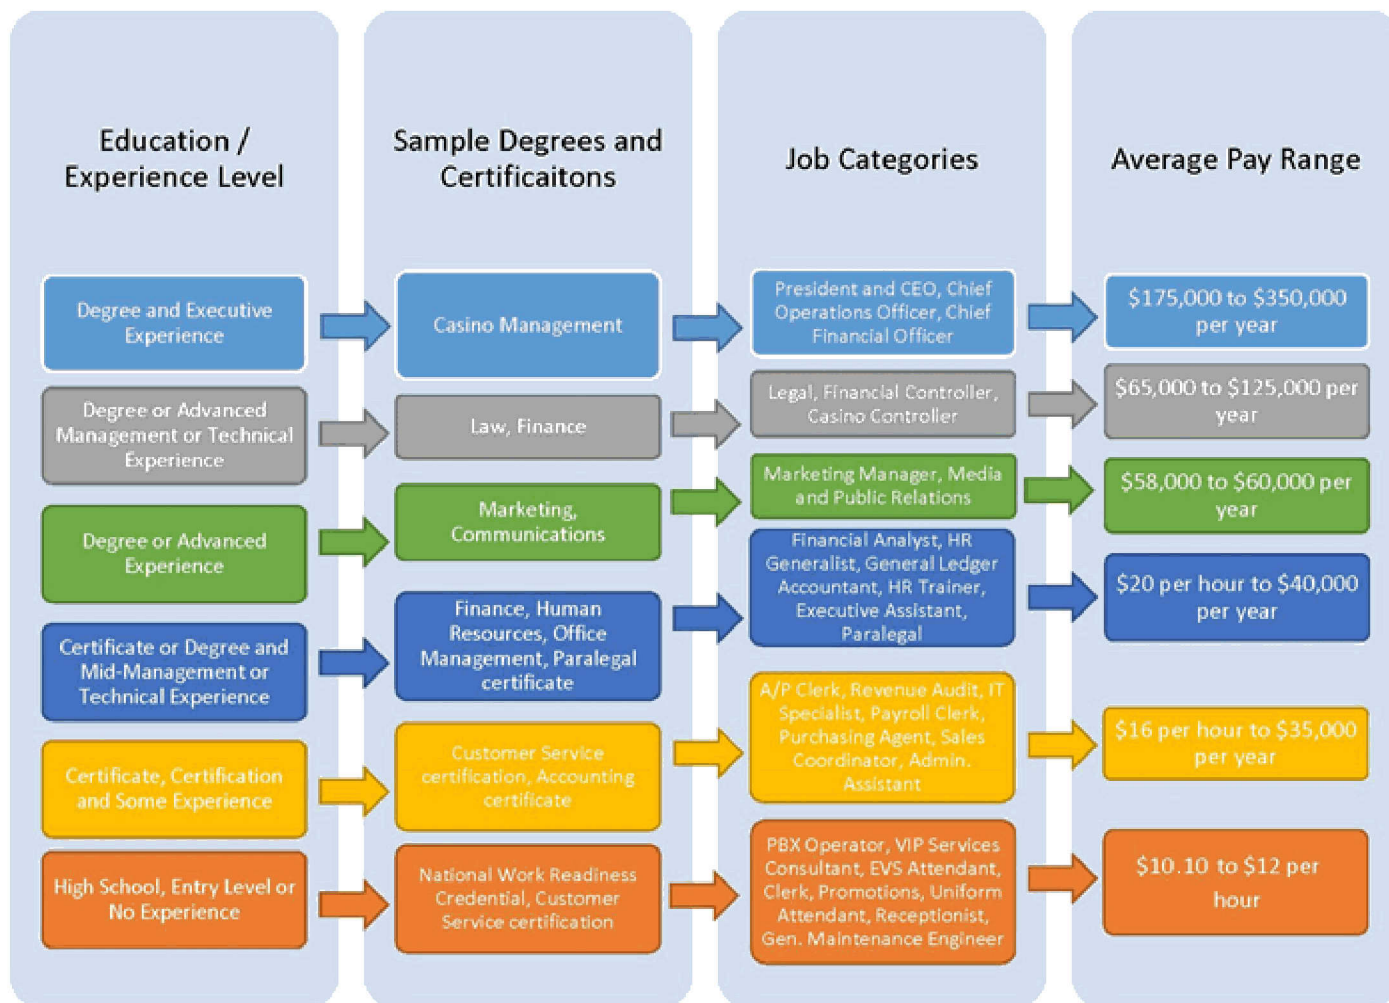 Education /
Experience Level
Sample Degrees and
Certificaitons
Job Categories
Average Pay Range
Degree and Executive
Experience
Casino Management
President and CEO, Chief
Operations Officer, Chief
Financial Officer
$175,000 to $350,000
per year
Degree or Advanced
Management or Technical
Experience
Law, Finance
Legal, Financial Controller,
Casino Controller
$65,000 to $125,000 per
year
Degree or Advanced
Experience
Marketing,
Communications
Marketing Manager, Media
and Public Relations
$58,000 to $60,000 per
year
Certificate or Degree and
Mid-Management or
Technical Experience
Finance, Human
Resources, Office
Management, Paralegal
certificate
Financial Analyst, HR
Generalist, General Ledger
Accountant, HR Trainer,
Executive Assistant,
Paralegal
$20 per hour to $40,000
per year
Certificate, Certification
and Some Experience
Customer Service
certification, Accounting
certificate
A/P Clerk, Revenue Audit, IT
Specialist, Payroll Clerk,
Purchasing Agent, Sales
Coordinator, Admin.
Assistant
$16 per hour to $35,000
per year
High School, Entry Level or
No Experience
National Work Readiness
Credential, Customer
Service certification
PBX Operator, VIP Services
Consultant, EVS Attendant,
Clerk, Promotions, Uniform
Attendant, Receptionist,
Gen. Maintenance Engineer
$10.10 to $12 per
hour